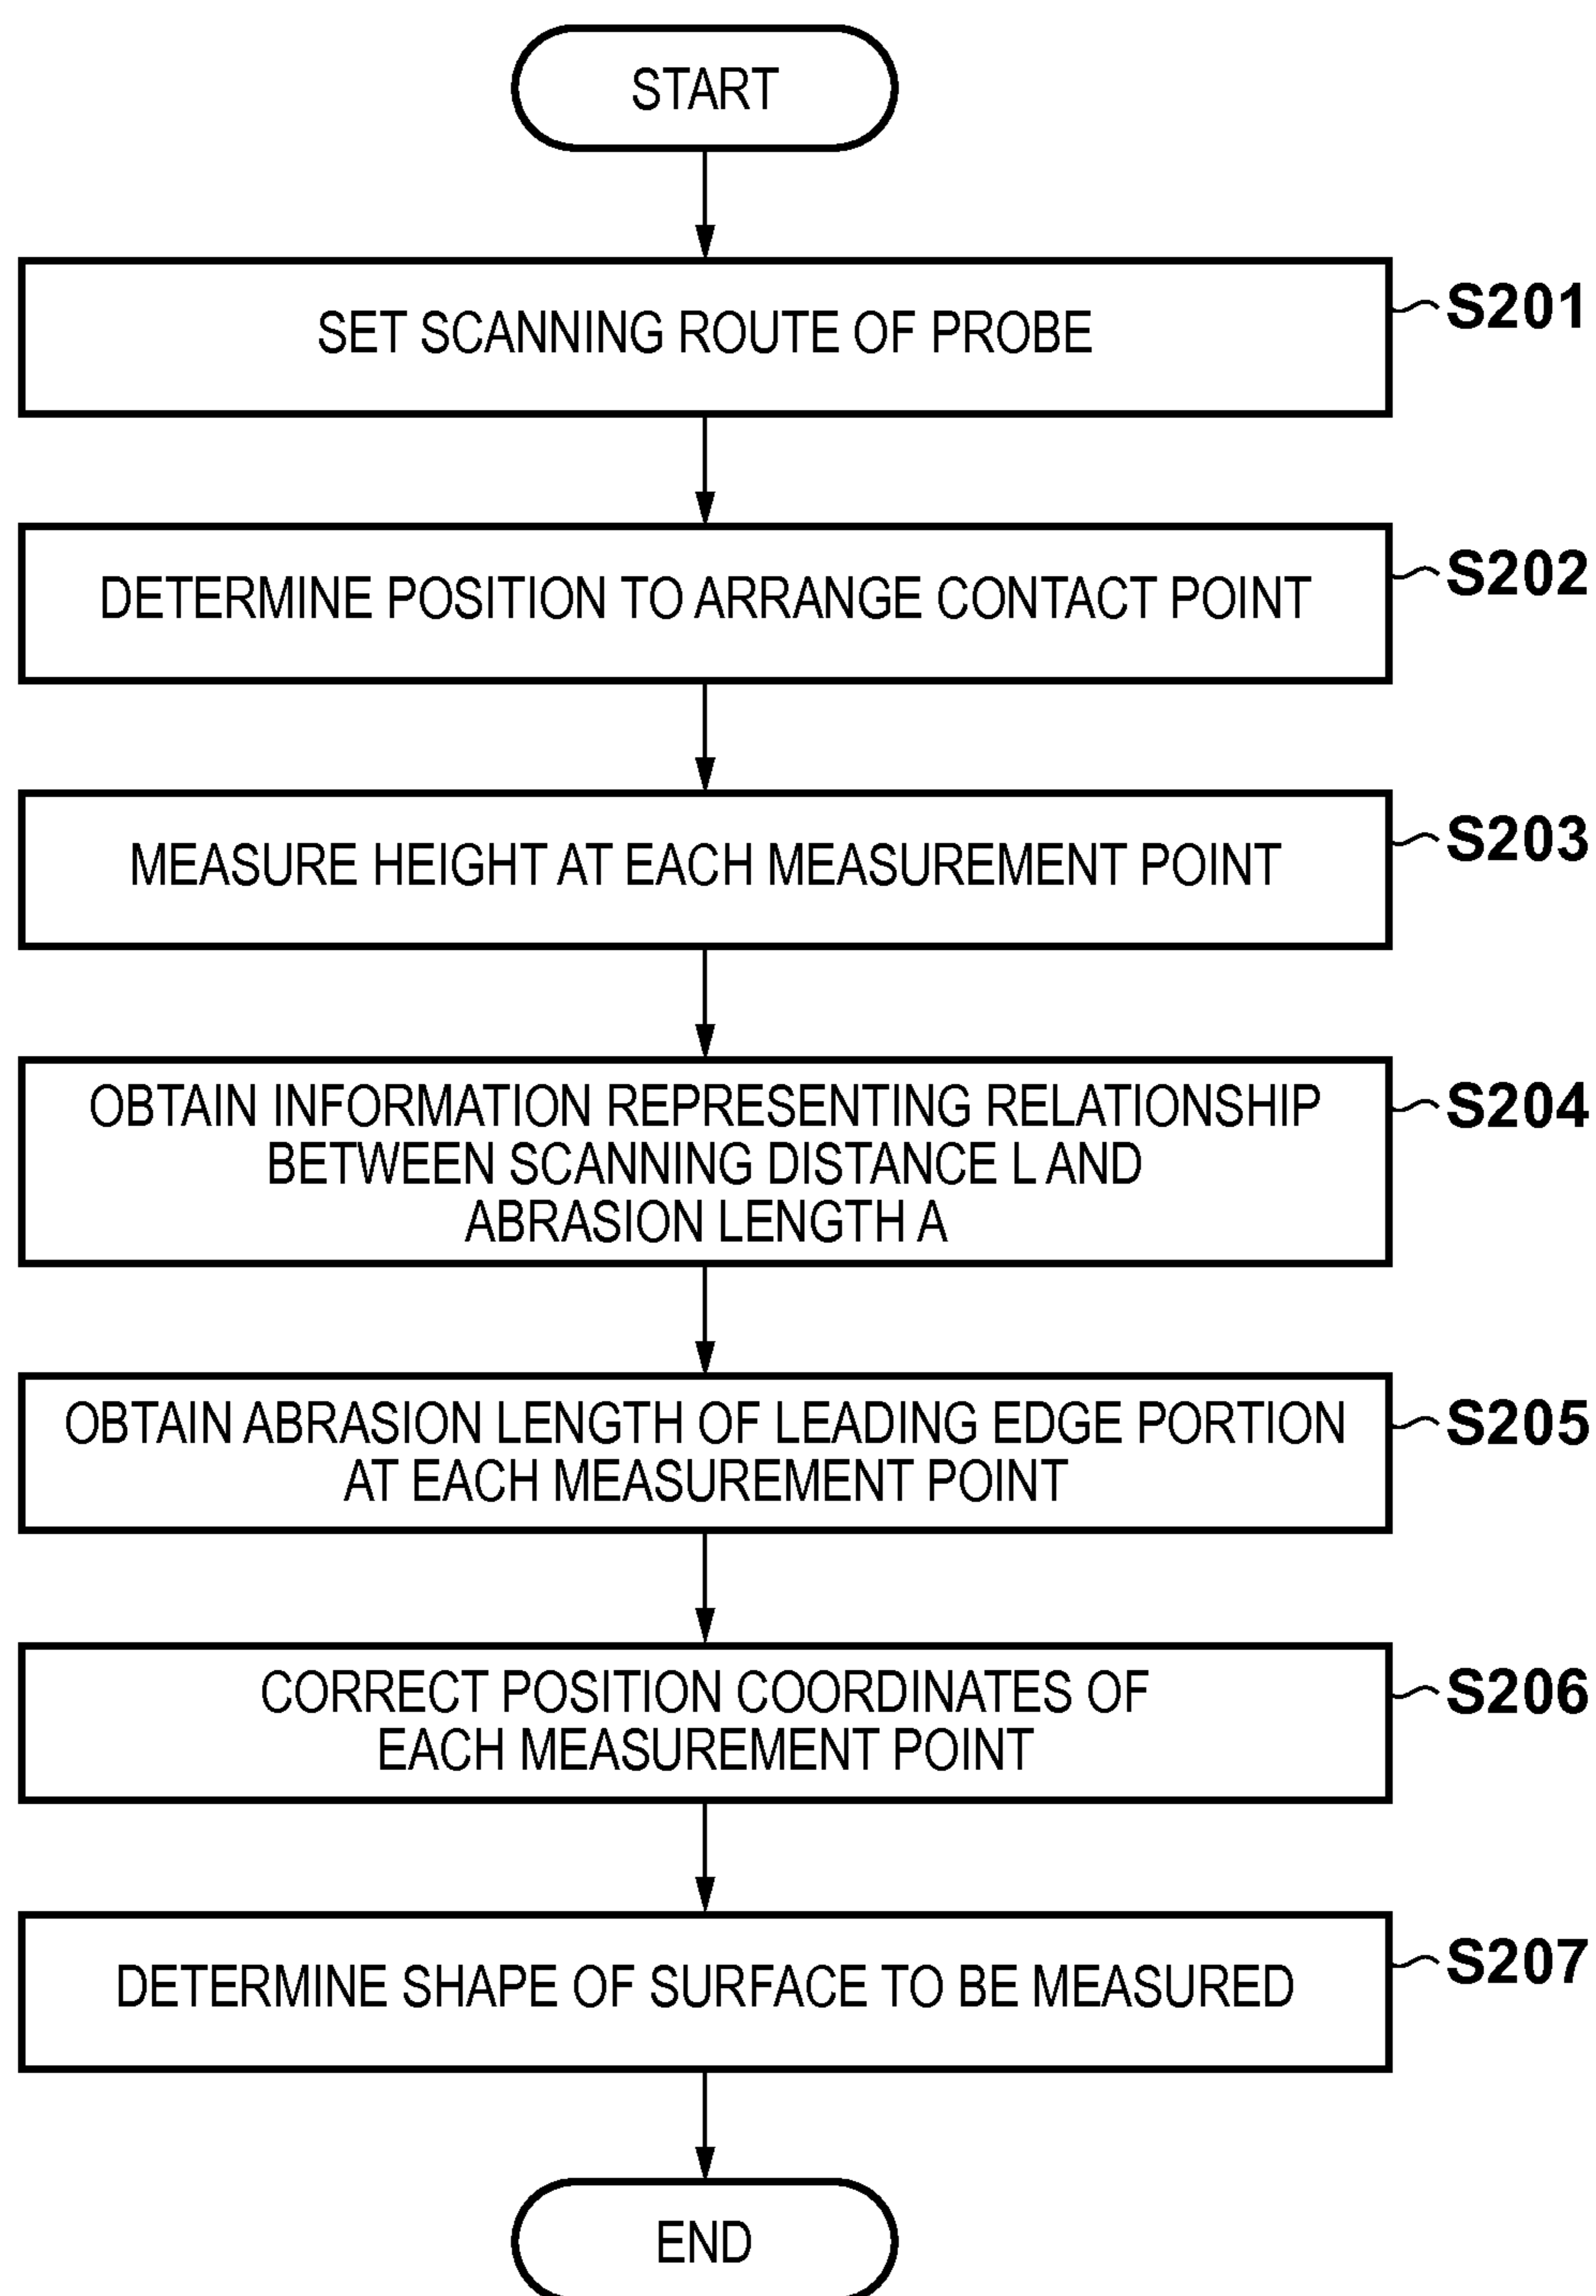 START
SET SCANNING ROUTE OF PROBE
S201
DETERMINE POSITION TO ARRANGE CONTACT POINT
S202
MEASURE HEIGHT AT EACH MEASUREMENT POINT
S203
OBTAIN INFORMATION REPRESENTING RELATIONSHIP
BETWEEN SCANNING DISTANCE L AND
ABRASION LENGTH A
S204
OBTAIN ABRASION LENGTH OF LEADING EDGE PORTION
AT EACH MEASUREMENT POINT
S205
CORRECT POSITION COORDINATES OF
EACH MEASUREMENT POINT
S206
DETERMINE SHAPE OF SURFACE TO BE MEASURED
S207
END